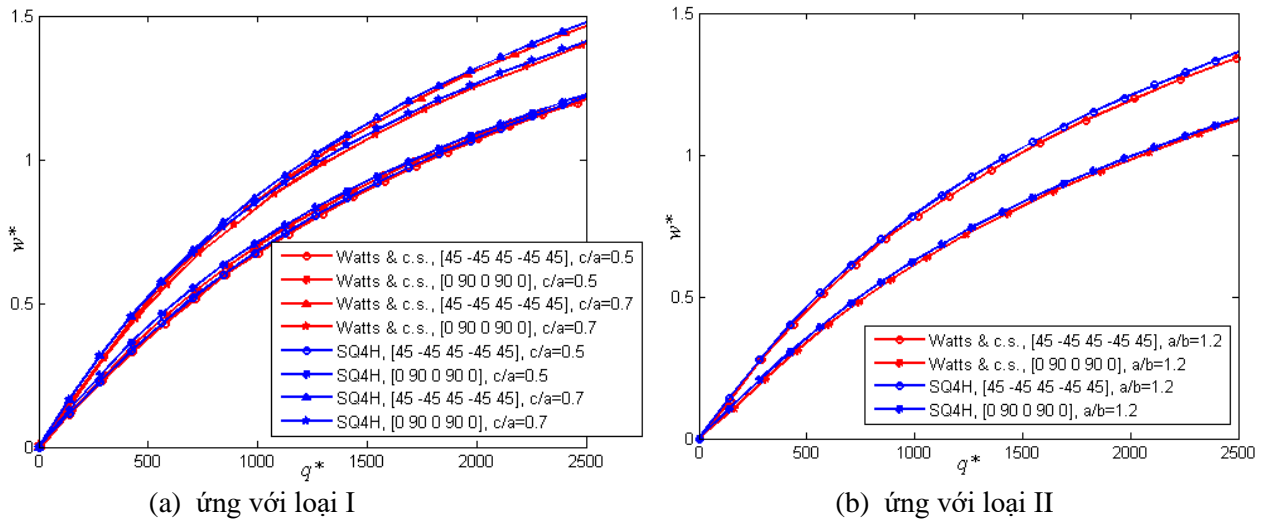 1.5
1
0.5
0
w*
0 500 1000 1500 2000 2500
q*
Watts & c.s., [45 -45 45 -45 45], c/a=0.5
Watts & c.s., [0 90 0 90 0], c/a=0.5
Watts & c.s., [45 -45 45 -45 45], c/a=0.7
Watts & c.s., [0 90 0 90 0], c/a=0.7
SQ4H, [45 -45 45 -45 45], c/a=0.5
SQ4H, [0 90 0 90 0], c/a=0.5
SQ4H, [45 -45 45 -45 45], c/a=0.7
SQ4H, [0 90 0 90 0], c/a=0.7
(a) ứng với loại I
1.5
1
0.5
0
w*
0 500 1000 1500 2000 2500
q*
Watts & c.s., [45 -45 45 -45 45], a/b=1.2
Watts & c.s., [0 90 0 90 0], a/b=1.2
SQ4H, [45 -45 45 -45 45], a/b=1.2
SQ4H, [0 90 0 90 0], a/b=1.2
(b) ứng với loại II